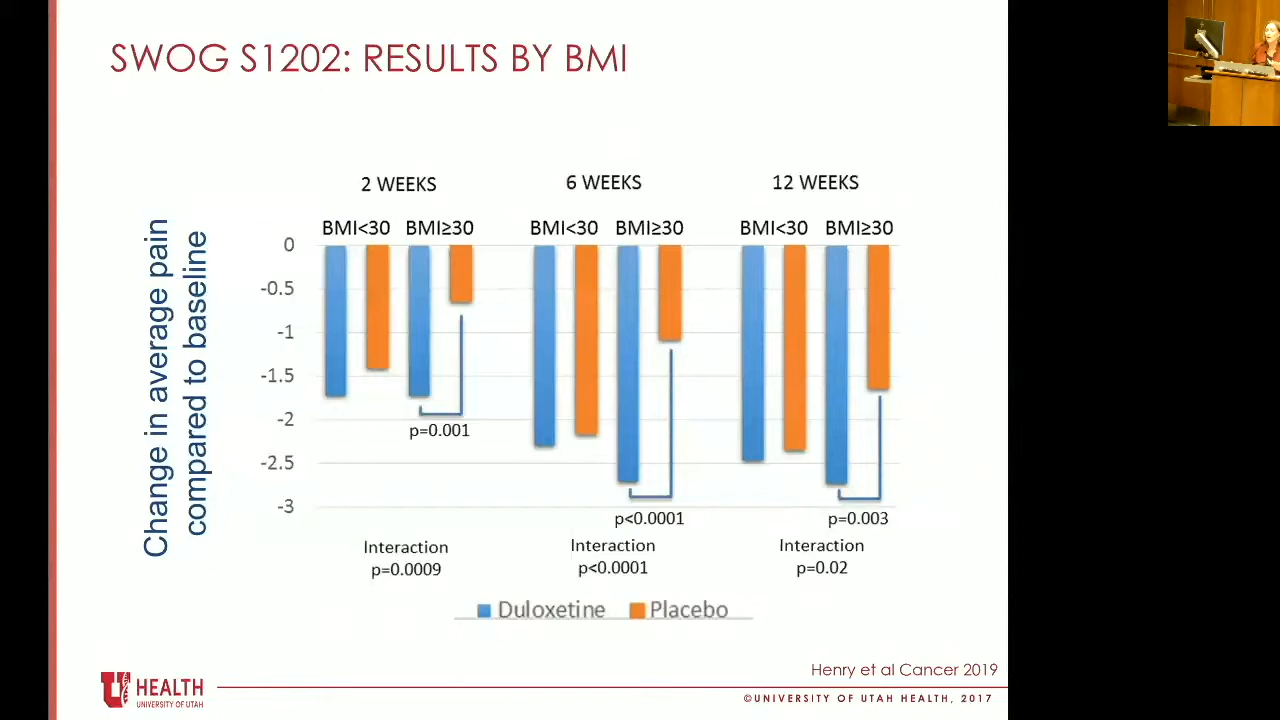 SWOG S1202: RESULTS BY BMI
2 WEEKS 6 WEEKS 12 WEEKS
BMI<30 BMI≥30 BMI<30 BMI≥30 BMI<30 BMI≥30
Change in average pain
compared to baseline
0
-0.5
-1
-1.5
-2
-2.5
-3
p=0.001
p<0.0001 p=0.003
Interaction Interaction Interaction
p=0.0009 p<0.0001 p=0.02
Duloxetine Placebo
Henry et al Cancer 2019
U HEALTH
UNIVERSITY OF UTAH
©UNIVERSITY OF UTAH HEALTH, 2017